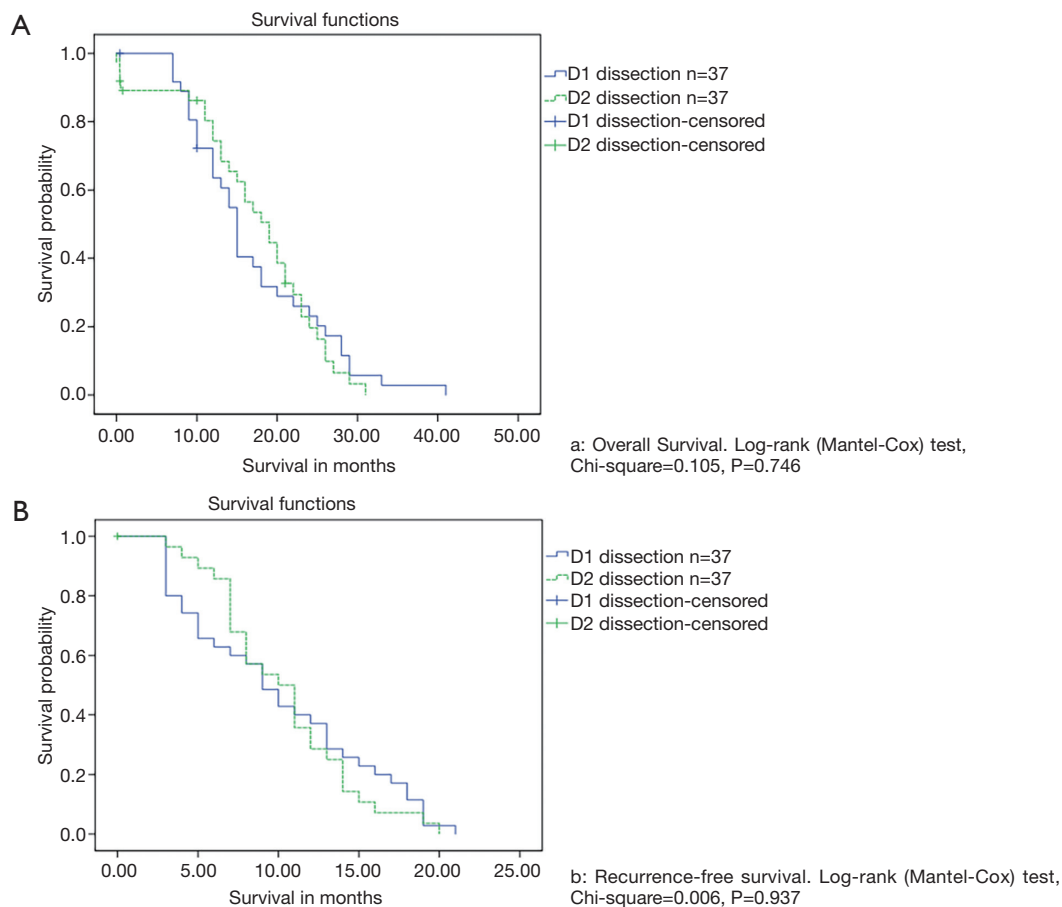 A
Survival functions
Survival probability
1.0
0.8
0.6
0.4
0.2
0.0
0.00 10.00 20.00 30.00 40.00 50.00
Survival in months
D1 dissection n=37
D2 dissection n=37
D1 dissection-censored
D2 dissection-censored
a: Overall Survival. Log-rank (Mantel-Cox) test,
Chi-square=0.105, P=0.746
B
Survival functions
Survival probability
1.0
0.8
0.6
0.4
0.2
0.0
0.00 5.00 10.00 15.00 20.00 25.00
Survival in months
D1 dissection n=37
D2 dissection n=37
D1 dissection-censored
D2 dissection-censored
b: Recurrence-free survival. Log-rank (Mantel-Cox) test,
Chi-square=0.006, P=0.937